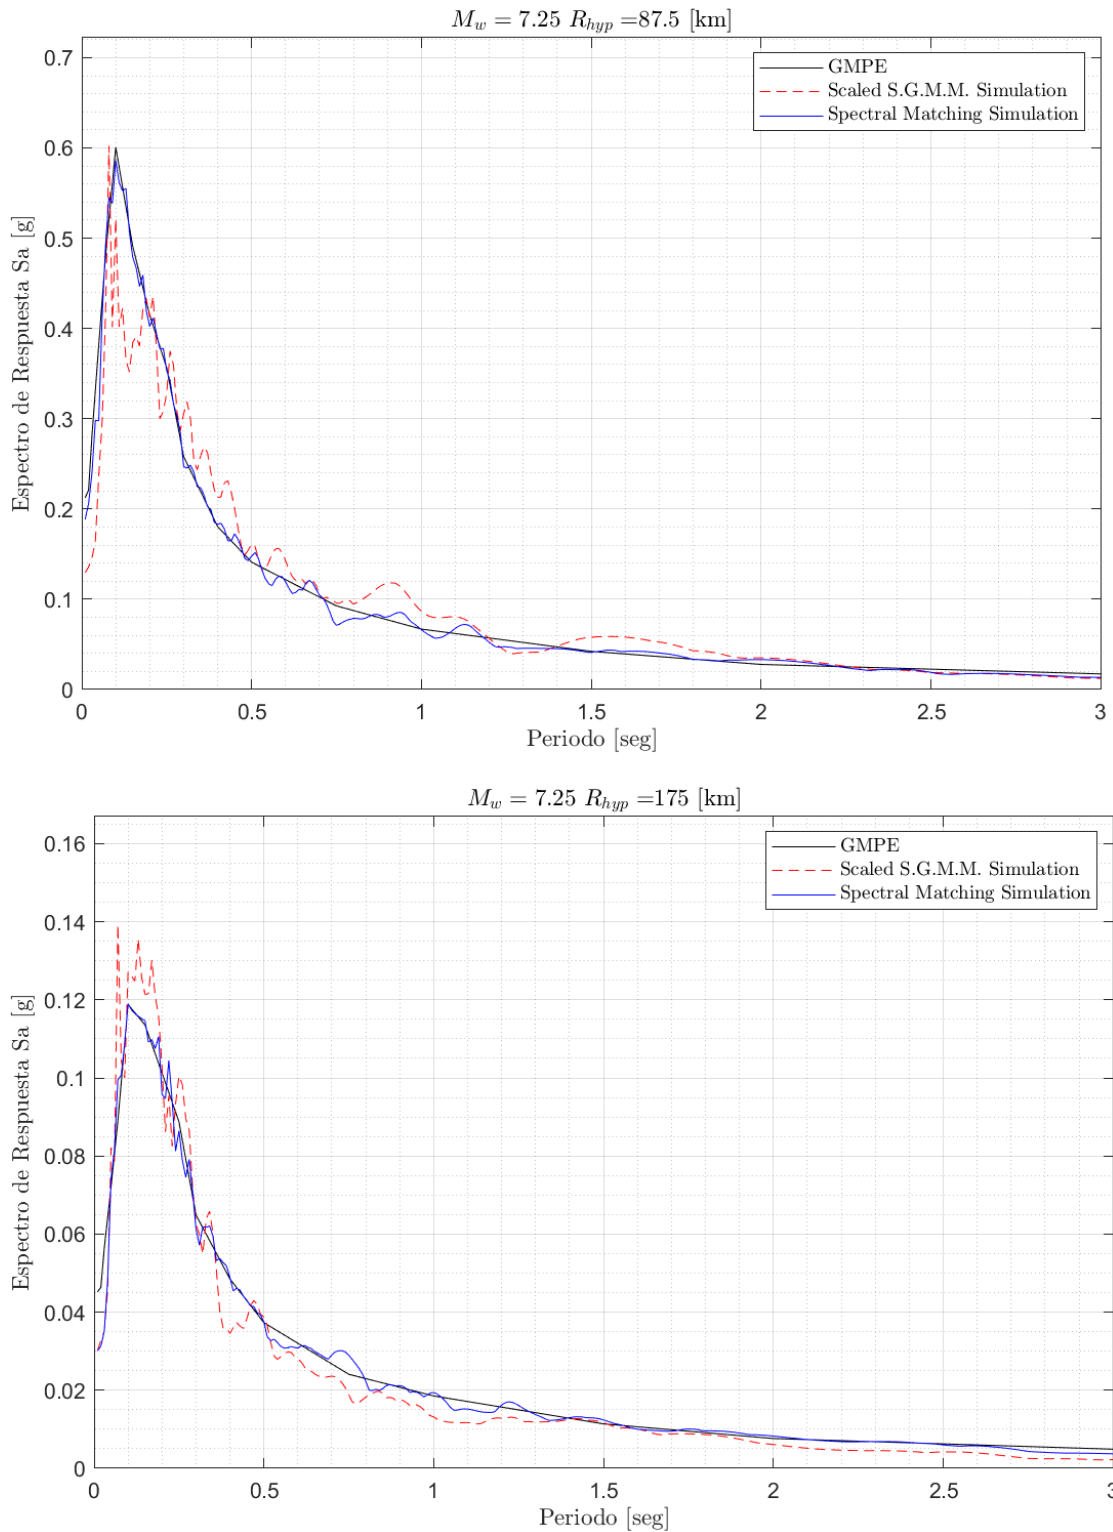 M_w = 7.25 R_hyp =87.5 [km]
0.7
0.6
0.5
0.4
0.3
0.2
0.1
0
Espectro de Respuesta Sa [g]
GMPE
Scaled S.G.M.M. Simulation
Spectral Matching Simulation
0 0.5 1 1.5 2 2.5 3
Periodo [seg]
M_w = 7.25 R_hyp =175 [km]
0.16
0.14
0.12
0.1
0.08
0.06
0.04
0.02
0
Espectro de Respuesta Sa [g]
GMPE
Scaled S.G.M.M. Simulation
Spectral Matching Simulation
0 0.5 1 1.5 2 2.5 3
Periodo [seg]